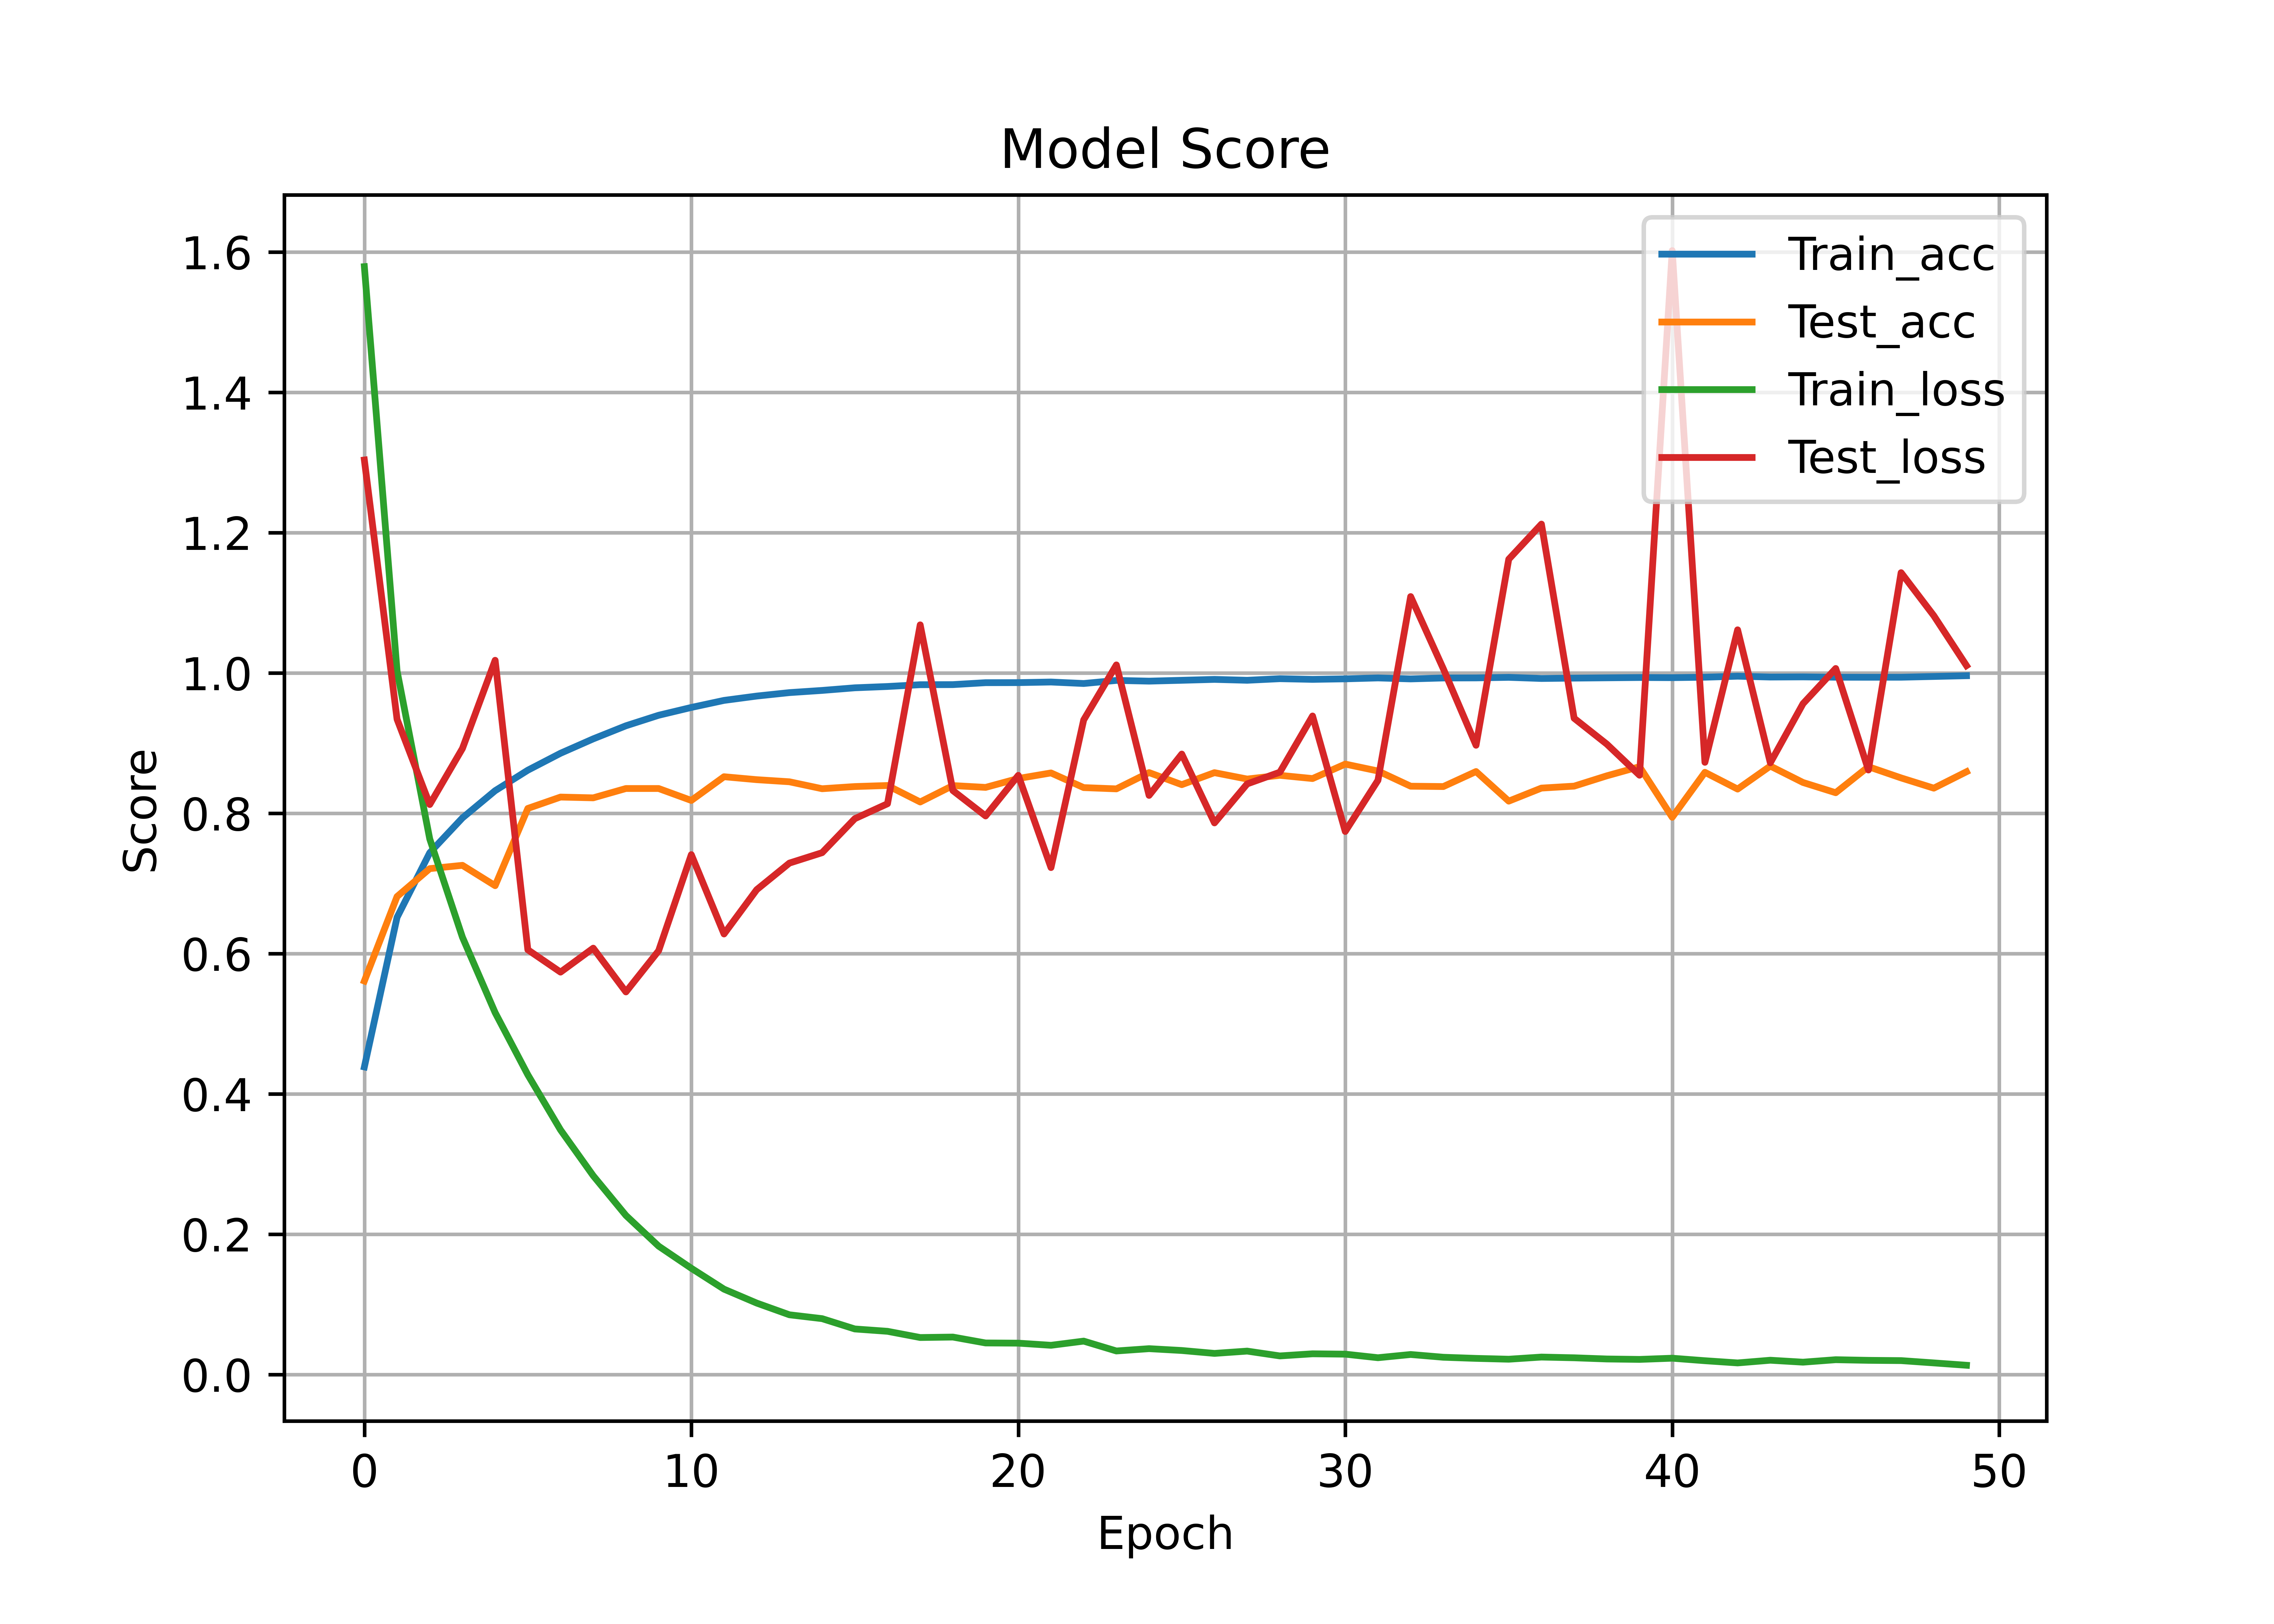 Model Score
1.6
1.4
1.2
1.0
0.8
0.6
0.4
0.2
0.0
Score
Train_acc
Test_acc
Train_loss
Test_loss
0 10 20 30 40 50
Epoch